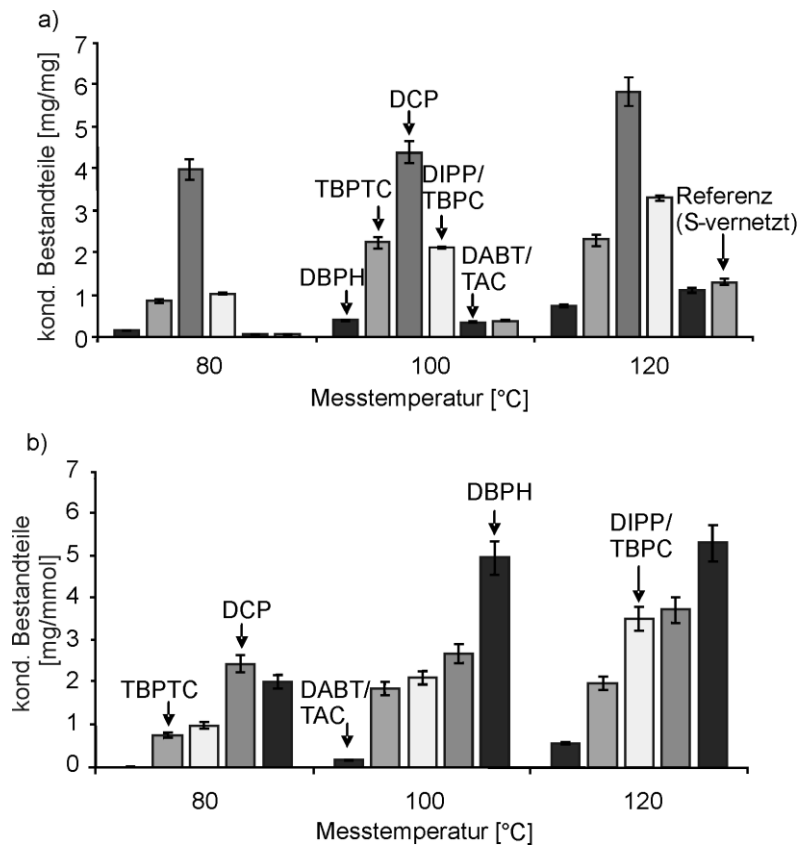 a)
kond. Bestandteile [mg/mg]
7
6
5
4
3
2
1
0
DCP
TBPTC
DIPP/
TBPC
DBPH
DABT/
TAC
Referenz
(S-vernetzt)
80
100
120
Messtemperatur [°C]
b)
kond. Bestandteile
[mg/mmol]
7
6
5
4
3
2
1
0
DBPH
DIPP/
TBPC
DCP
TBPTC
DABT/
TAC
80
100
120
Messtemperatur [°C]